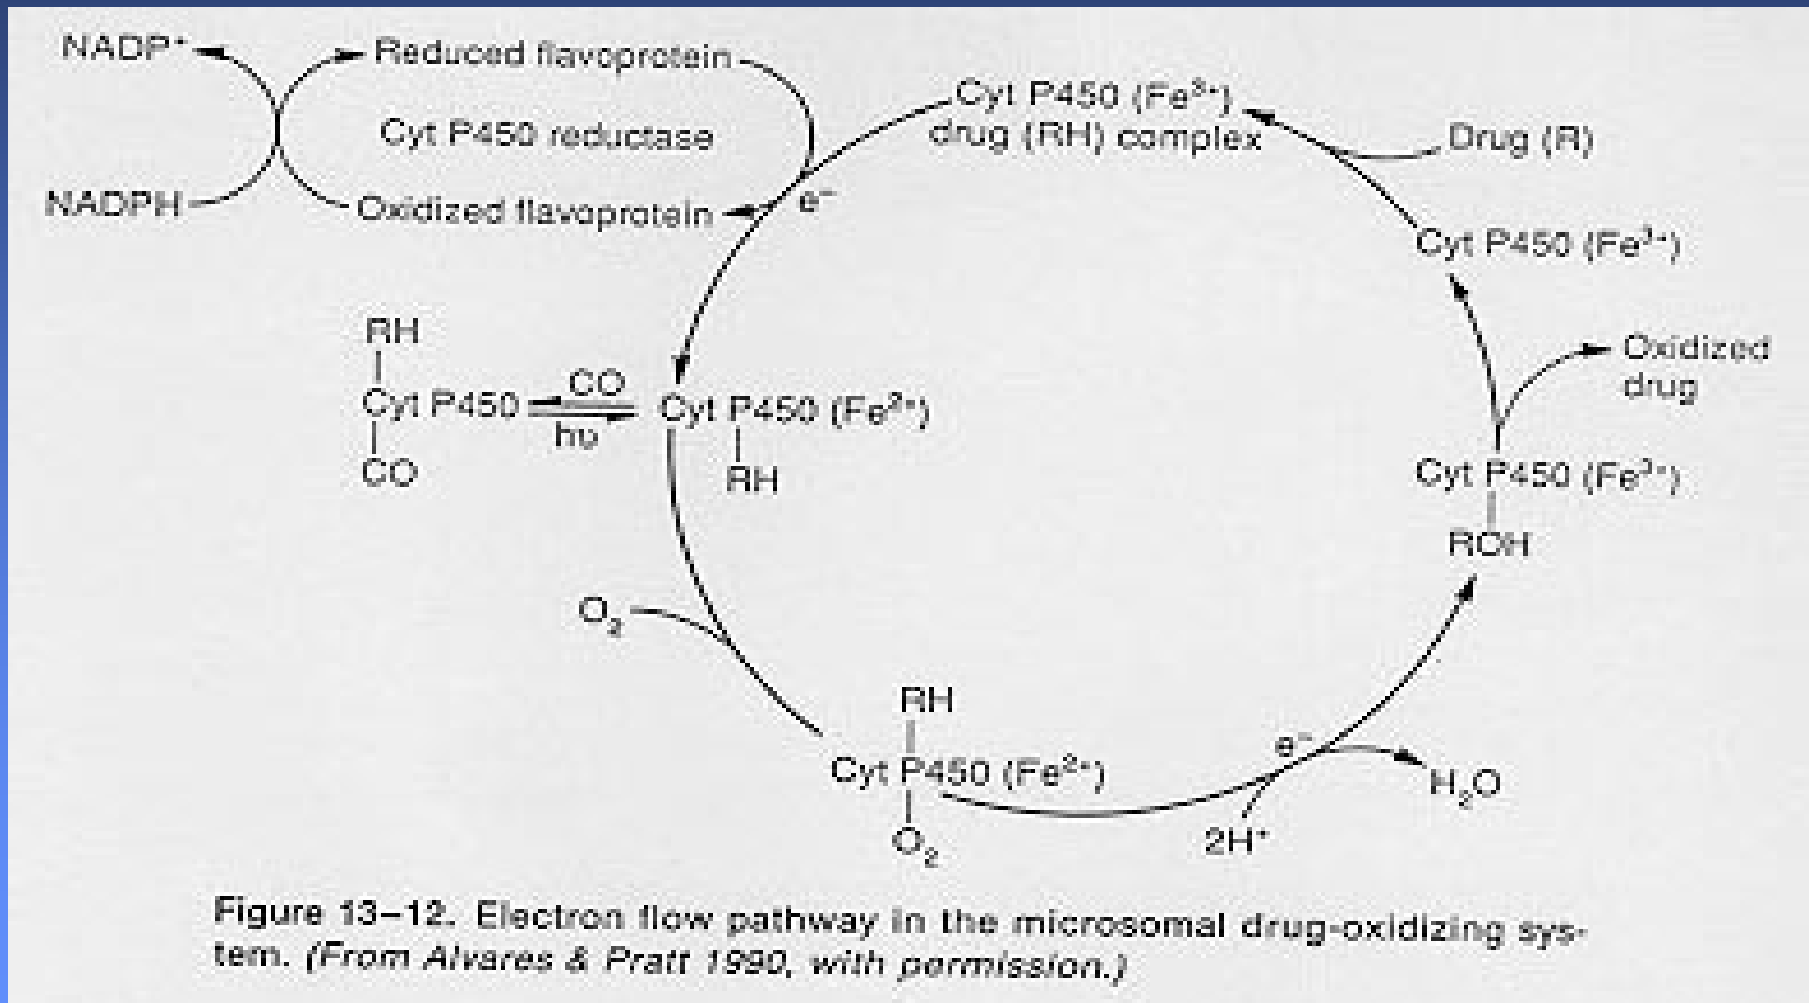 NADP⁺
Reduced flavoprotein
Cyt P450 reductase
NADPH
Oxidized flavoprotein
e⁻
Cyt P450 (Fe³⁺)
drug (RH) complex
Drug (R)
Cyt P450 (Fe³⁺)
Oxidized
drug
Cyt P450 (Fe³⁺)
ROH
RH
Cyt P450
CO
CO
hυ
Cyt P450 (Fe²⁺)
RH
O₂
RH
Cyt P450 (Fe²⁺)
O₂
e⁻
2H⁺
H₂O
Figure 13–12. Electron flow pathway in the microsomal drug-oxidizing sys-
tem. (From Alvares & Pratt 1990, with permission.)